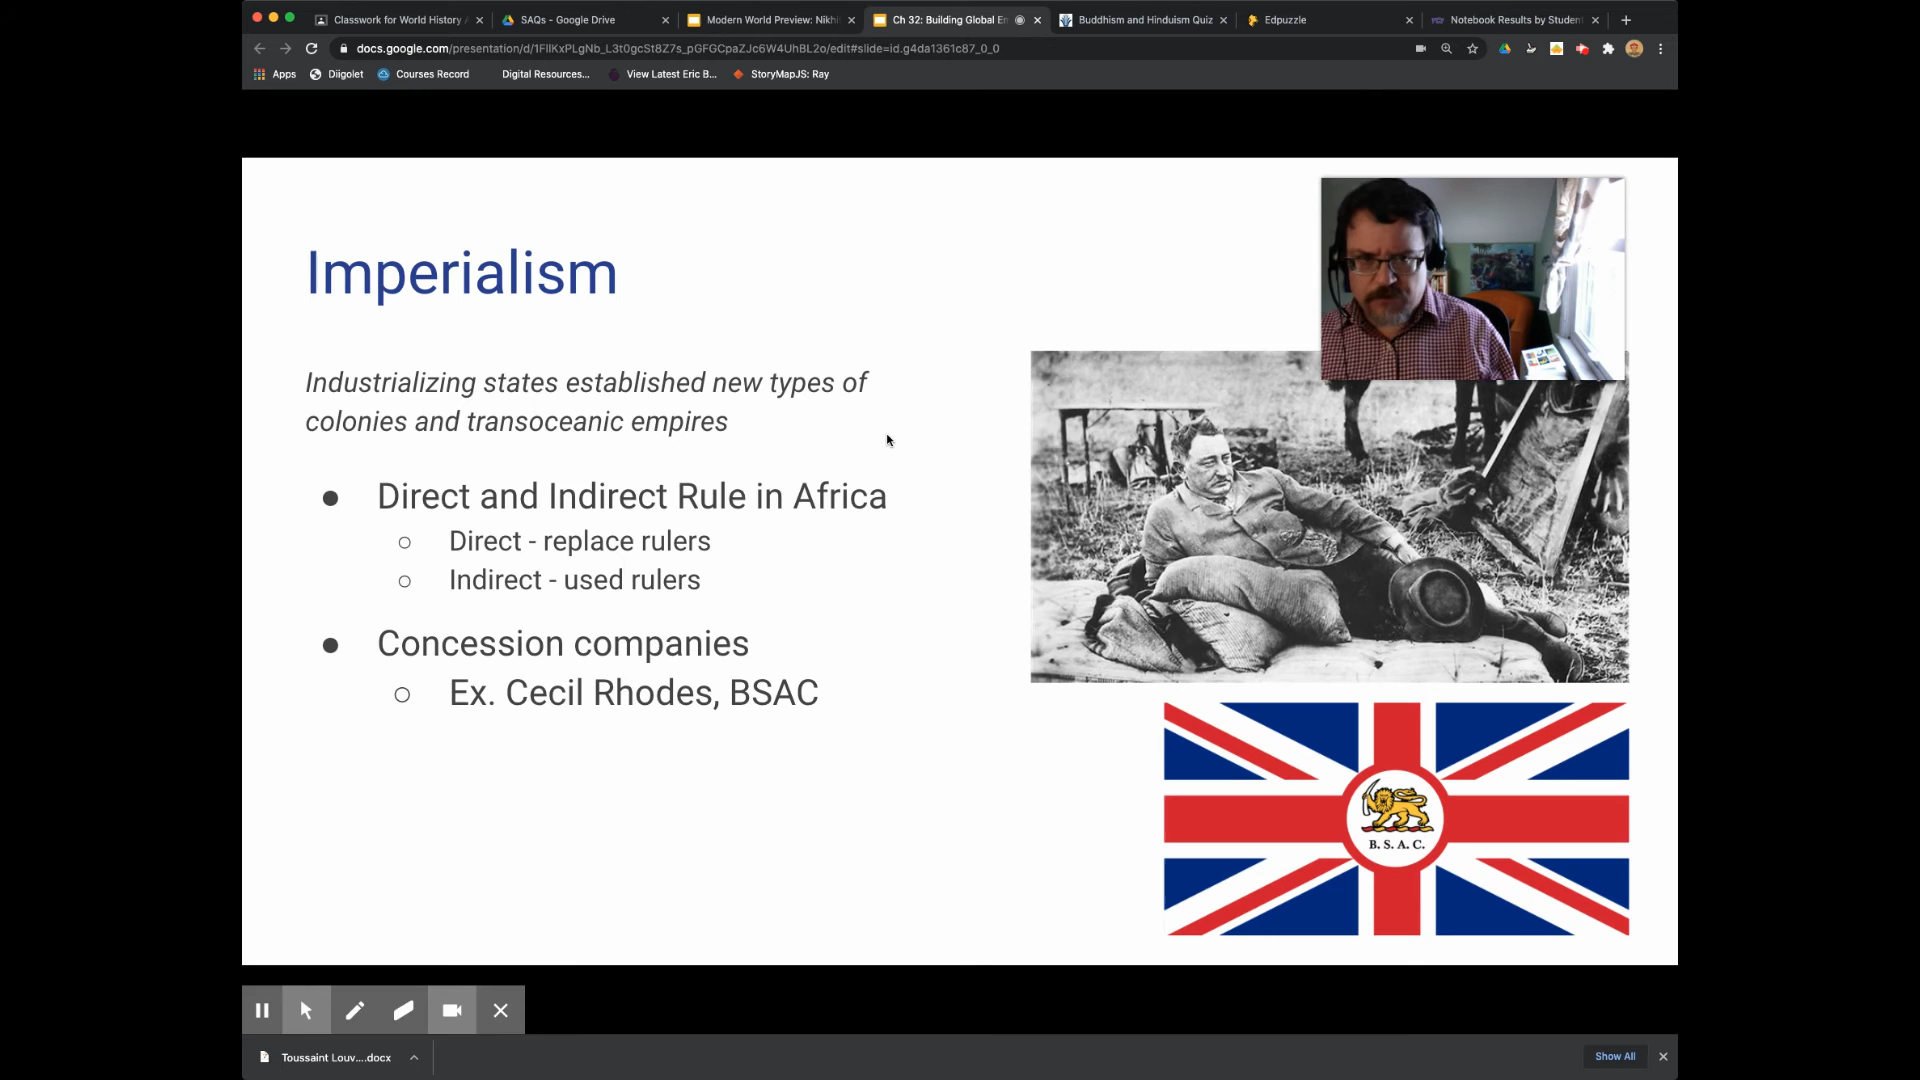 Classwork for World History A
SAQs - Google Drive
Modern World Preview: Nikhi
Ch 32: Building Global Em
Buddhism and Hinduism Quiz
Edpuzzle
Notebook Results by Student
docs.google.com/presentation/d/1FIlKxPLgNb_L3t0gcSt8Z7s_pGFGCpaZJc6W4UhBL2o/edit#slide=id.g4da1361c87_0_0
Apps
Diigolet
Courses Record
Digital Resources...
View Latest Eric B...
StoryMapJS: Ray
Imperialism
Industrializing states established new types of
colonies and transoceanic empires
● Direct and Indirect Rule in Africa
○ Direct - replace rulers
○ Indirect - used rulers
● Concession companies
○ Ex. Cecil Rhodes, BSAC
B. S. A. C.
Toussaint Louv....docx
Show All